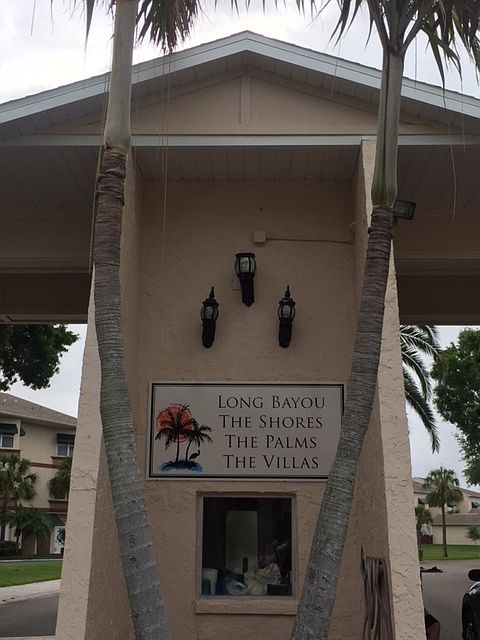 Long Bayou
The Shores
The Palms
The Villas